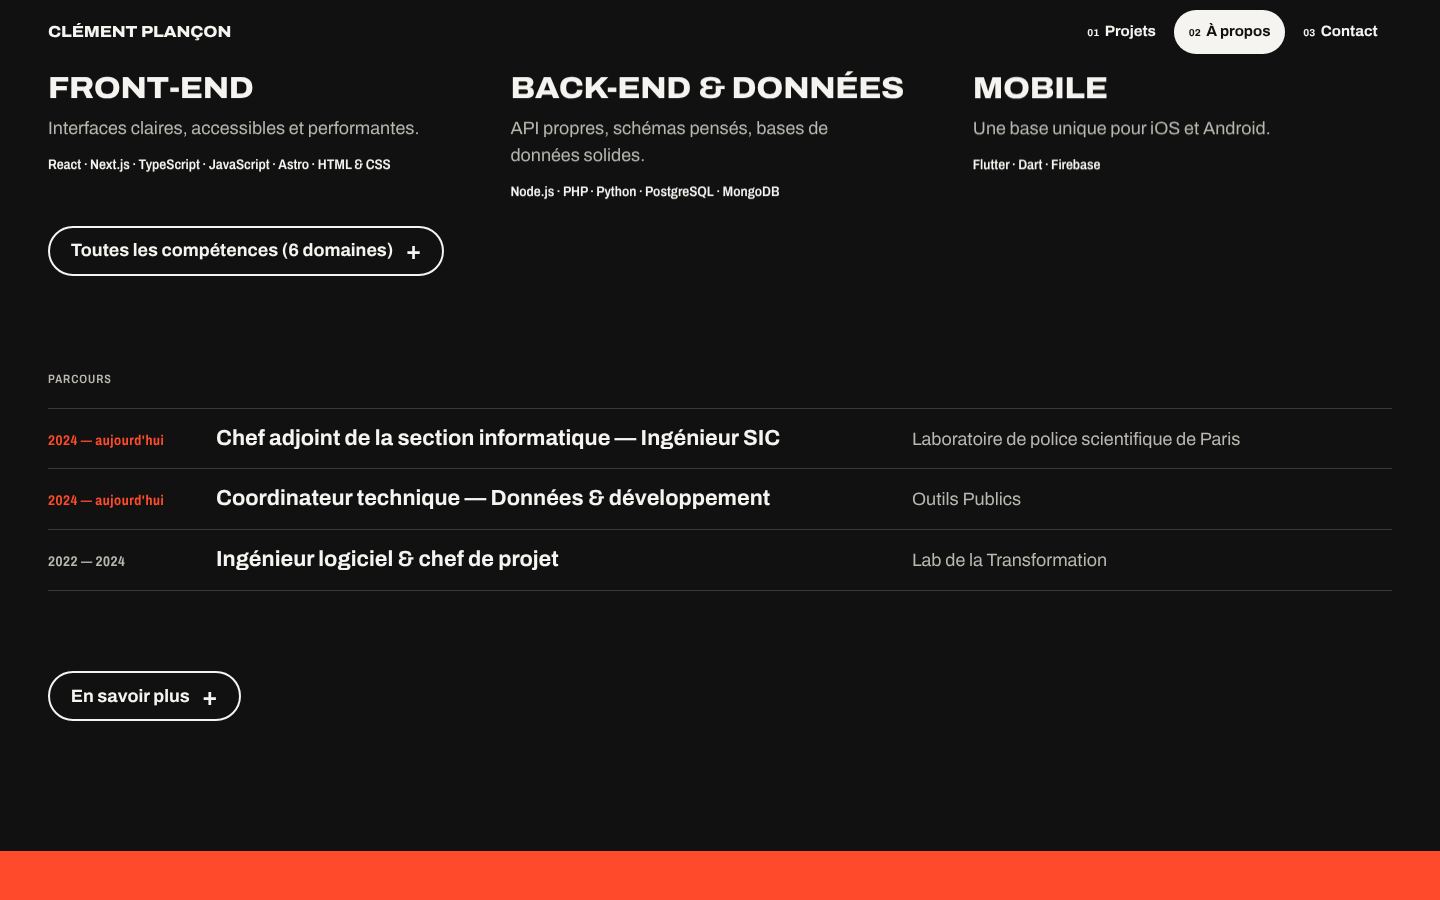 CLÉMENT PLANÇON
01 Projets
02 À propos
03 Contact
FRONT-END
Interfaces claires, accessibles et performantes.
React · Next.js · TypeScript · JavaScript · Astro · HTML & CSS
BACK-END & DONNÉES
API propres, schémas pensés, bases de
données solides.
Node.js · PHP · Python · PostgreSQL · MongoDB
MOBILE
Une base unique pour iOS et Android.
Flutter · Dart · Firebase
Toutes les compétences (6 domaines) +
PARCOURS
2024 — aujourd'hui Chef adjoint de la section informatique — Ingénieur SIC Laboratoire de police scientifique de Paris
2024 — aujourd'hui Coordinateur technique — Données & développement Outils Publics
2022 — 2024 Ingénieur logiciel & chef de projet Lab de la Transformation
En savoir plus +